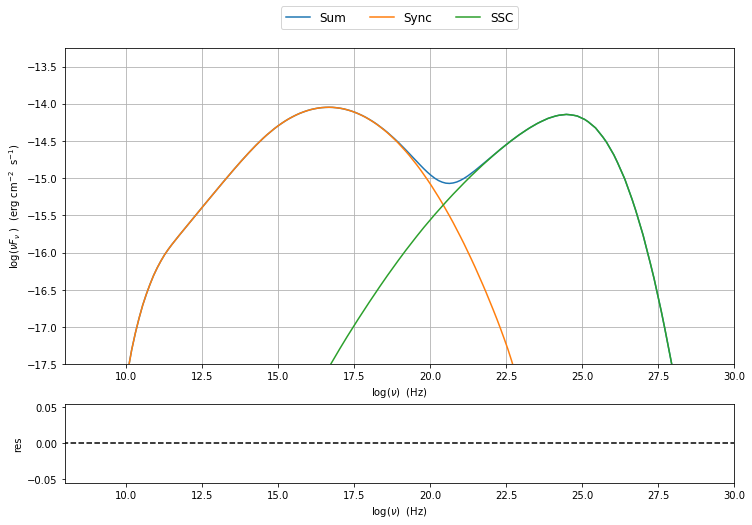 Sum Sync SSC
−13.5
−14.0
−14.5
−15.0
−15.5
−16.0
−16.5
−17.0
−17.5
log(νFν ) (erg cm⁻² s⁻¹)
10.0 12.5 15.0 17.5 20.0 22.5 25.0 27.5 30.0
log(ν) (Hz)
0.05
0.00
−0.05
res
10.0 12.5 15.0 17.5 20.0 22.5 25.0 27.5 30.0
log(ν) (Hz)